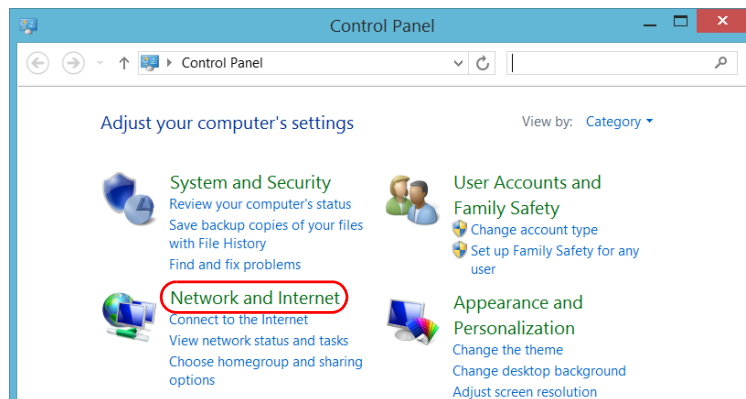 Control Panel
Control Panel
Adjust your computer's settings
View by: Category
System and Security
Review your computer's status
Save backup copies of your files
with File History
Find and fix problems
Network and Internet
Connect to the Internet
View network status and tasks
Choose homegroup and sharing
options
User Accounts and
Family Safety
Change account type
Set up Family Safety for any
user
Appearance and
Personalization
Change the theme
Change desktop background
Adjust screen resolution